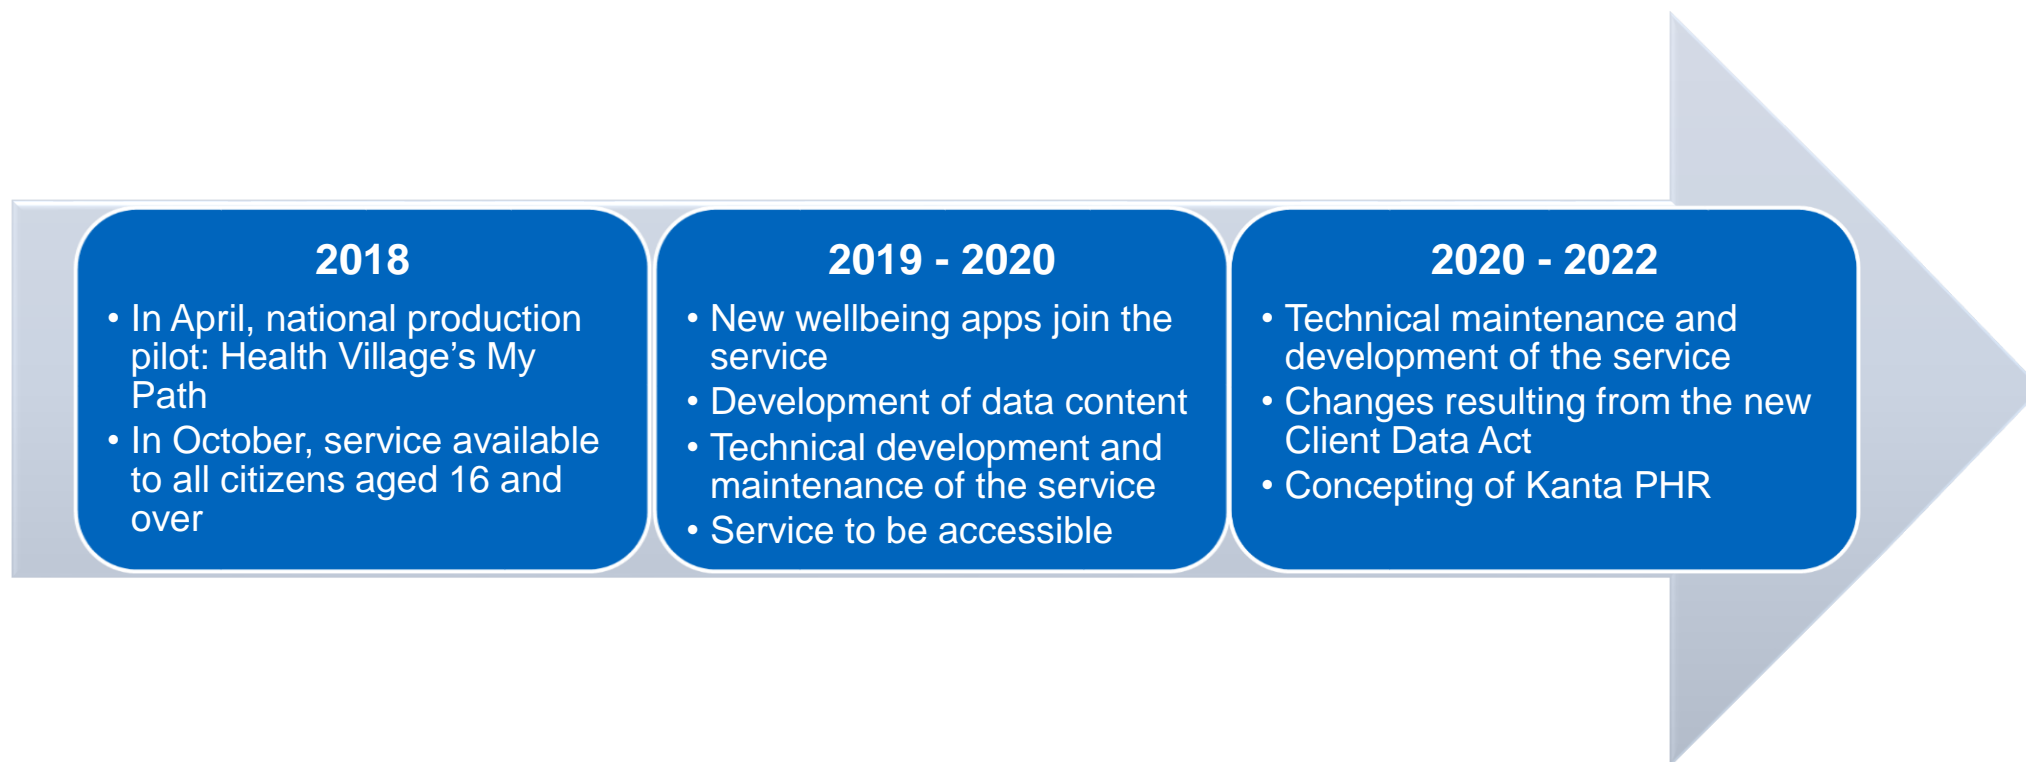 2018
• In April, national production
pilot: Health Village’s My
Path
• In October, service available
to all citizens aged 16 and
over
2019 - 2020
• New wellbeing apps join the
service
• Development of data content
• Technical development and
maintenance of the service
• Service to be accessible
2020 - 2022
• Technical maintenance and
development of the service
• Changes resulting from the new
Client Data Act
• Concepting of Kanta PHR